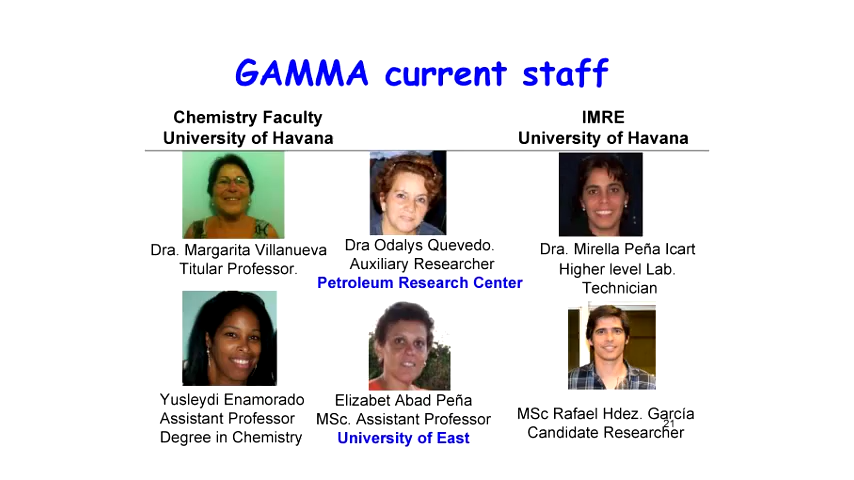 GAMMA current staff
Chemistry Faculty
University of Havana
IMRE
University of Havana
Dra. Margarita Villanueva
Titular Professor.
Dra Odalys Quevedo.
Auxiliary Researcher
Petroleum Research Center
Dra. Mirella Peña Icart
Higher level Lab.
Technician
Yusleydi Enamorado
Assistant Professor
Degree in Chemistry
Elizabet Abad Peña
MSc. Assistant Professor
University of East
MSc Rafael Hdez. García
Candidate Researcher
21